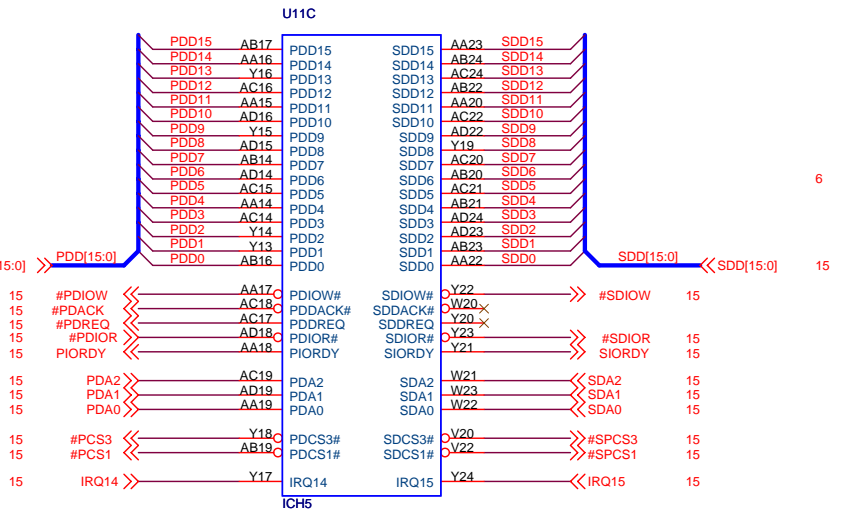 U11C
PDD15 AB17 PDD15 SDD15 AA23 SDD15
PDD14 AA16 PDD14 SDD14 AB24 SDD14
PDD13 Y16 PDD13 SDD13 AC24 SDD13
PDD12 AC16 PDD12 SDD12 AB22 SDD12
PDD11 AA15 PDD11 SDD11 AA20 SDD11
PDD10 AD16 PDD10 SDD10 AC22 SDD10
PDD9 Y15 PDD9 SDD9 AD22 SDD9
PDD8 AD15 PDD8 SDD8 Y19 SDD8
PDD7 AB14 PDD7 SDD7 AC20 SDD7
PDD6 AD14 PDD6 SDD6 AB20 SDD6 6
PDD5 AC15 PDD5 SDD5 AC21 SDD5
PDD4 AA14 PDD4 SDD4 AB21 SDD4
PDD3 AC14 PDD3 SDD3 AD24 SDD3
PDD2 Y14 PDD2 SDD2 AD23 SDD2
PDD1 Y13 PDD1 SDD1 AB23 SDD1
15:0] PDD[15:0] PDD0 AB16 PDD0 SDD0 AA22 SDD0 SDD[15:0] SDD[15:0] 15
15 #PDIOW AA17 PDIOW# SDIOW# Y22 #SDIOW 15
15 #PDACK AC18 PDDACK# SDDACK# W20
15 #PDREQ AC17 PDDREQ SDDREQ Y20
15 #PDIOR AD18 PDIOR# SDIOR# Y23 #SDIOR 15
15 PIORDY AA18 PIORDY SIORDY Y21 SIORDY 15
15 PDA2 AC19 PDA2 SDA2 W21 SDA2 15
15 PDA1 AD19 PDA1 SDA1 W23 SDA1 15
15 PDA0 AA19 PDA0 SDA0 W22 SDA0 15
15 #PCS3 Y18 PDCS3# SDCS3# V20 #SPCS3 15
15 #PCS1 AB19 PDCS1# SDCS1# V22 #SPCS1 15
15 IRQ14 Y17 IRQ14 IRQ15 Y24 IRQ15 15
ICH5